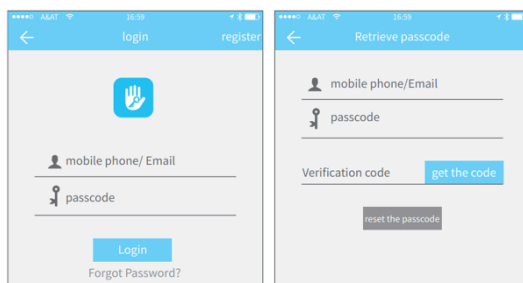 A&AT 16:59
login register
mobile phone/ Email
passcode
Login
Forgot Password?
A&AT 16:59
Retrieve passcode
mobile phone/Email
passcode
Verification code get the code
reset the passcode